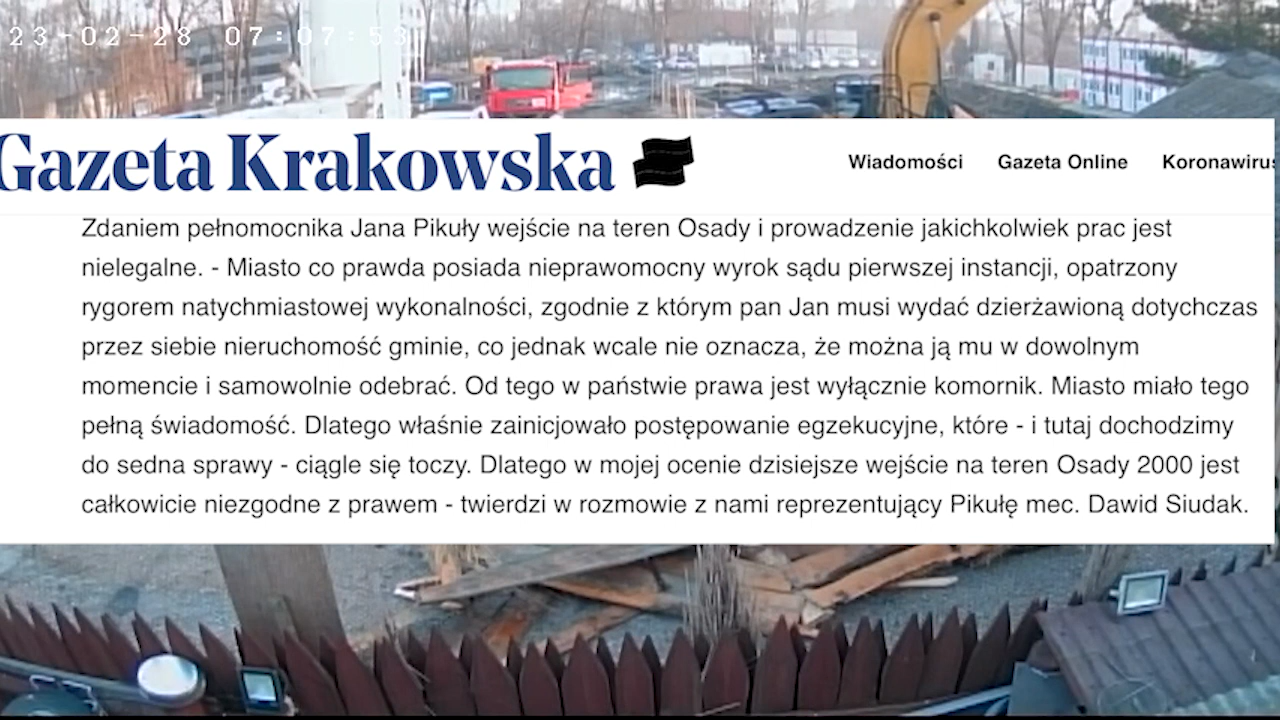 23-02-28 07:07:53
Gazeta Krakowska
Wiadomości Gazeta Online Koronawirus
Zdaniem pełnomocnika Jana Pikuły wejście na teren Osady i prowadzenie jakichkolwiek prac jest
nielegalne. - Miasto co prawda posiada nieprawomocny wyrok sądu pierwszej instancji, opatrzony
rygorem natychmiastowej wykonalności, zgodnie z którym pan Jan musi wydać dzierżawioną dotychczas
przez siebie nieruchomość gminie, co jednak wcale nie oznacza, że można ją mu w dowolnym
momencie i samowolnie odebrać. Od tego w państwie prawa jest wyłącznie komornik. Miasto miało tego
pełną świadomość. Dlatego właśnie zainicjowało postępowanie egzekucyjne, które - i tutaj dochodzimy
do sedna sprawy - ciągle się toczy. Dlatego w mojej ocenie dzisiejsze wejście na teren Osady 2000 jest
całkowicie niezgodne z prawem - twierdzi w rozmowie z nami reprezentujący Pikułę mec. Dawid Siudak.